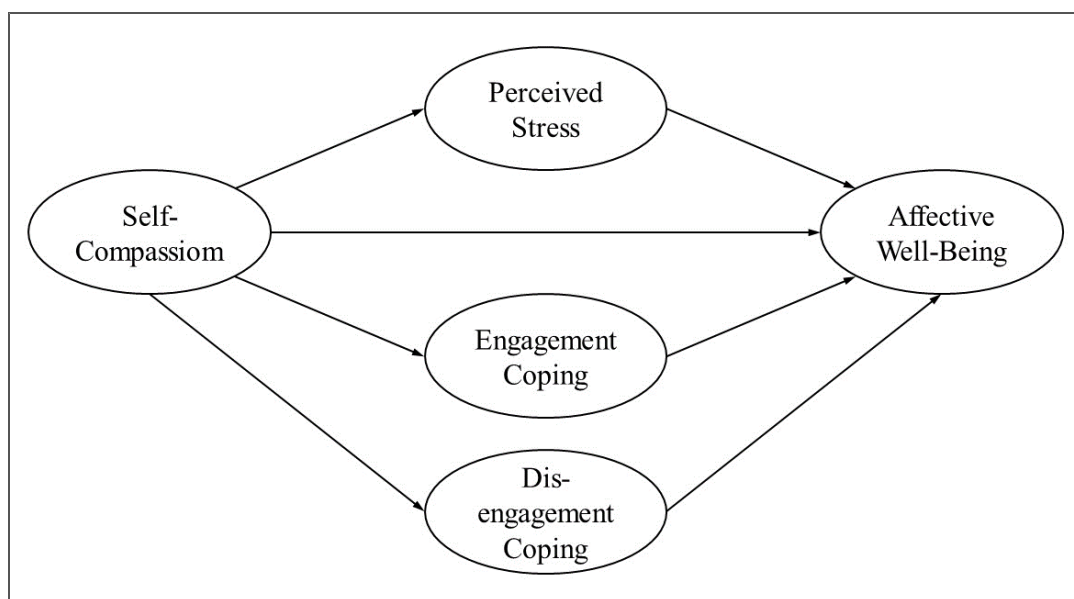 Perceived
Stress
Self-
Compassiom
Affective
Well-Being
Engagement
Coping
Dis-
engagement
Coping